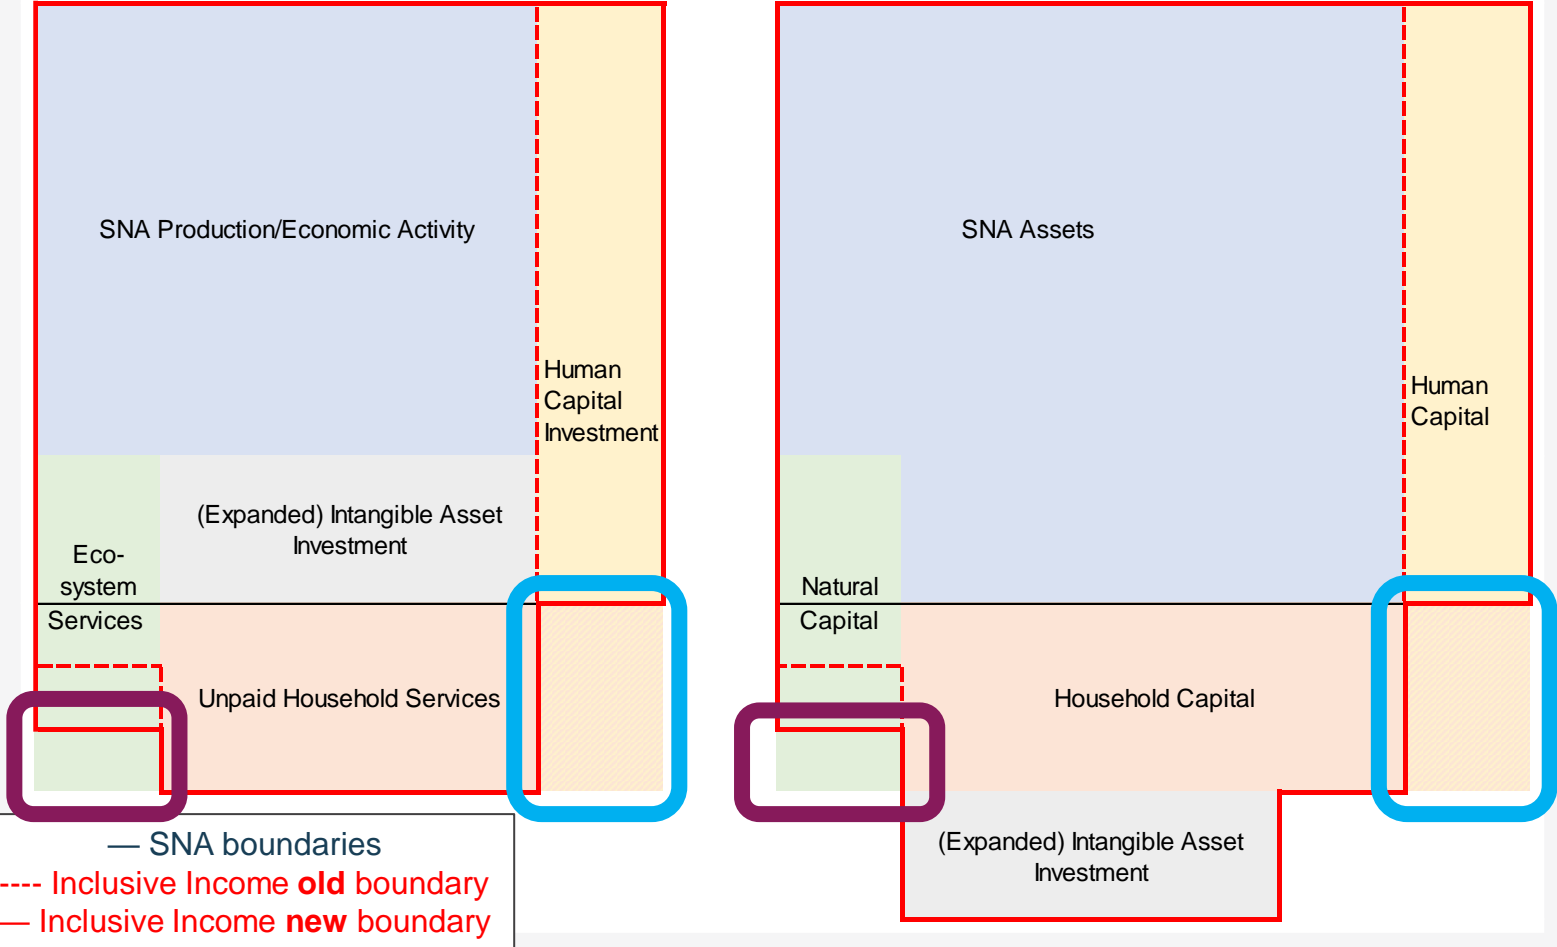 SNA Production/Economic Activity
Human
Capital
Investment
(Expanded) Intangible Asset
Investment
Eco-
system
Services
Unpaid Household Services
SNA Assets
Human
Capital
Natural
Capital
Household Capital
(Expanded) Intangible Asset
Investment
— SNA boundaries
---- Inclusive Income old boundary
— Inclusive Income new boundary